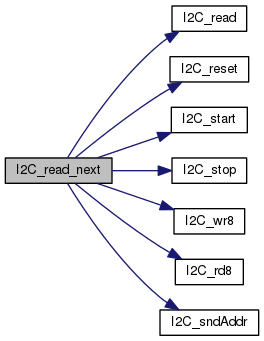 I2C_read
I2C_reset
I2C_start
I2C_read_next
I2C_stop
I2C_wr8
I2C_rd8
I2C_sndAddr